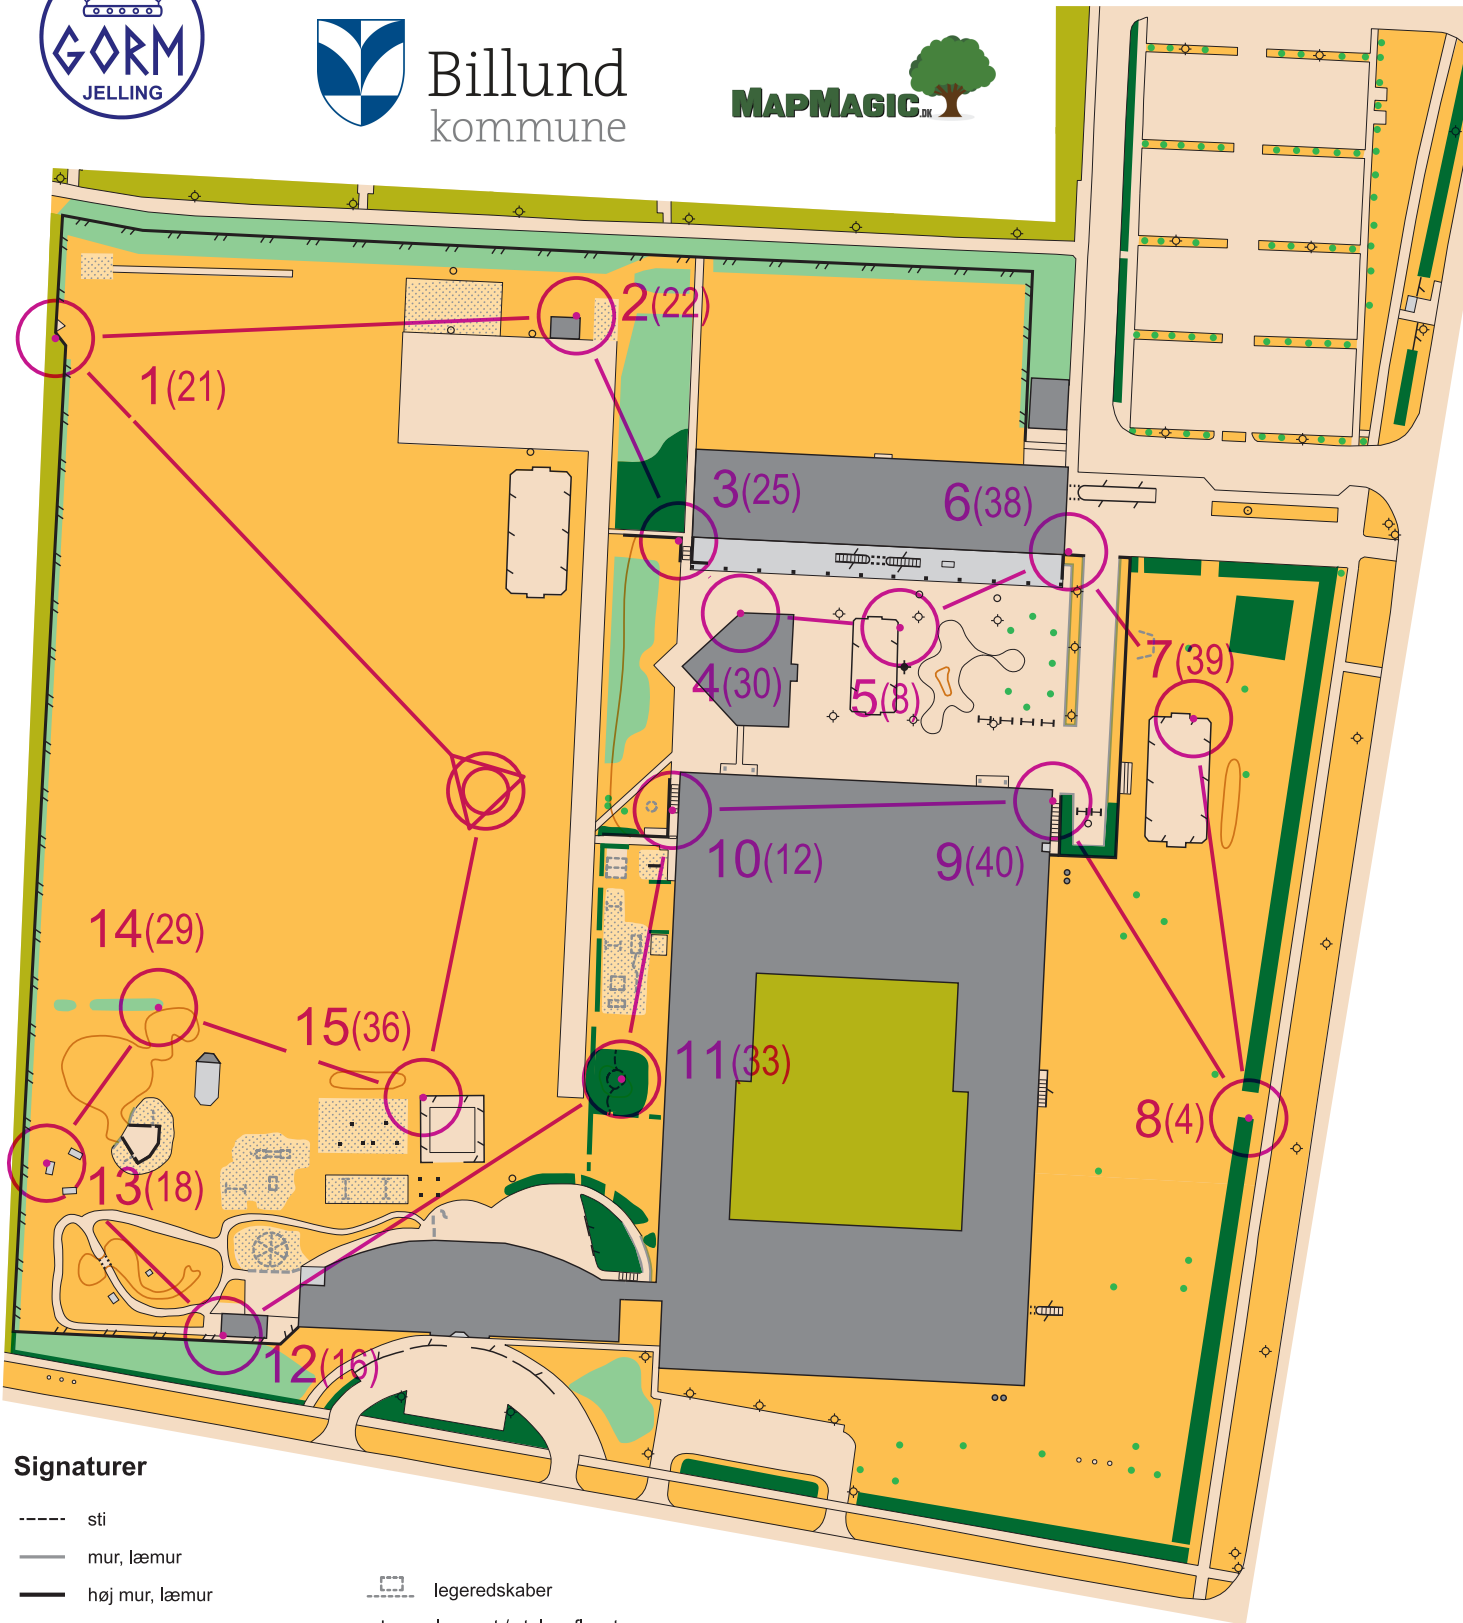 GORM
JELLING
Billund
kommune
MAPMAGIC.DK
2(22)
1(21)
3(25)
6(38)
7(39)
4(30)
5(8)
10(12)
9(40)
14(29)
15(36)
11(33)
8(4)
13(18)
12(16)
Signaturer
sti
mur, læmur
høj mur, læmur
legeredskaber